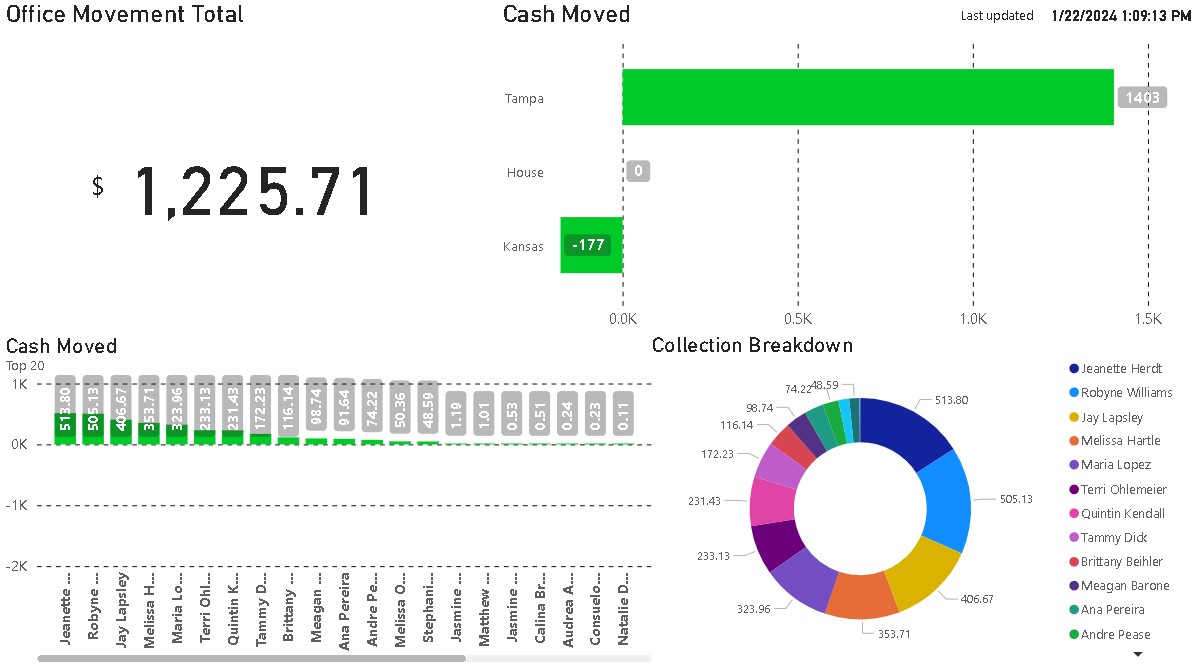 Office Movement Total
$ 1,225.71
Cash Moved
Last updated 1/22/2024 1:09:13 PM
Tampa
1403
House
0
Kansas
-177
0.0K 0.5K 1.0K 1.5K
Cash Moved
Top 20
1K
0K
-1K
-2K
513.80
505.13
406.67
353.71
323.96
233.13
231.43
172.23
116.14
98.74
91.64
74.22
50.36
48.59
1.19
1.01
0.53
0.51
0.24
0.23
0.11
Jeanette ...
Robyne ...
Jay Lapsley
Melissa H...
Maria Lo...
Terri Ohl...
Quintin K...
Tammy D...
Brittany ...
Meagan ...
Ana Pereira
Andre Pe...
Melissa O...
Stephani...
Jasmine ...
Matthew ...
Jasmine ...
Calina Br...
Audrea A...
Consuelo...
Natalie D...
Collection Breakdown
513.80
505.13
406.67
353.71
323.96
233.13
231.43
172.23
116.14
98.74
74.22
48.59
Jeanette Herdt
Robyne Williams
Jay Lapsley
Melissa Hartle
Maria Lopez
Terri Ohlemeier
Quintin Kendall
Tammy Dick
Brittany Beihler
Meagan Barone
Ana Pereira
Andre Pease